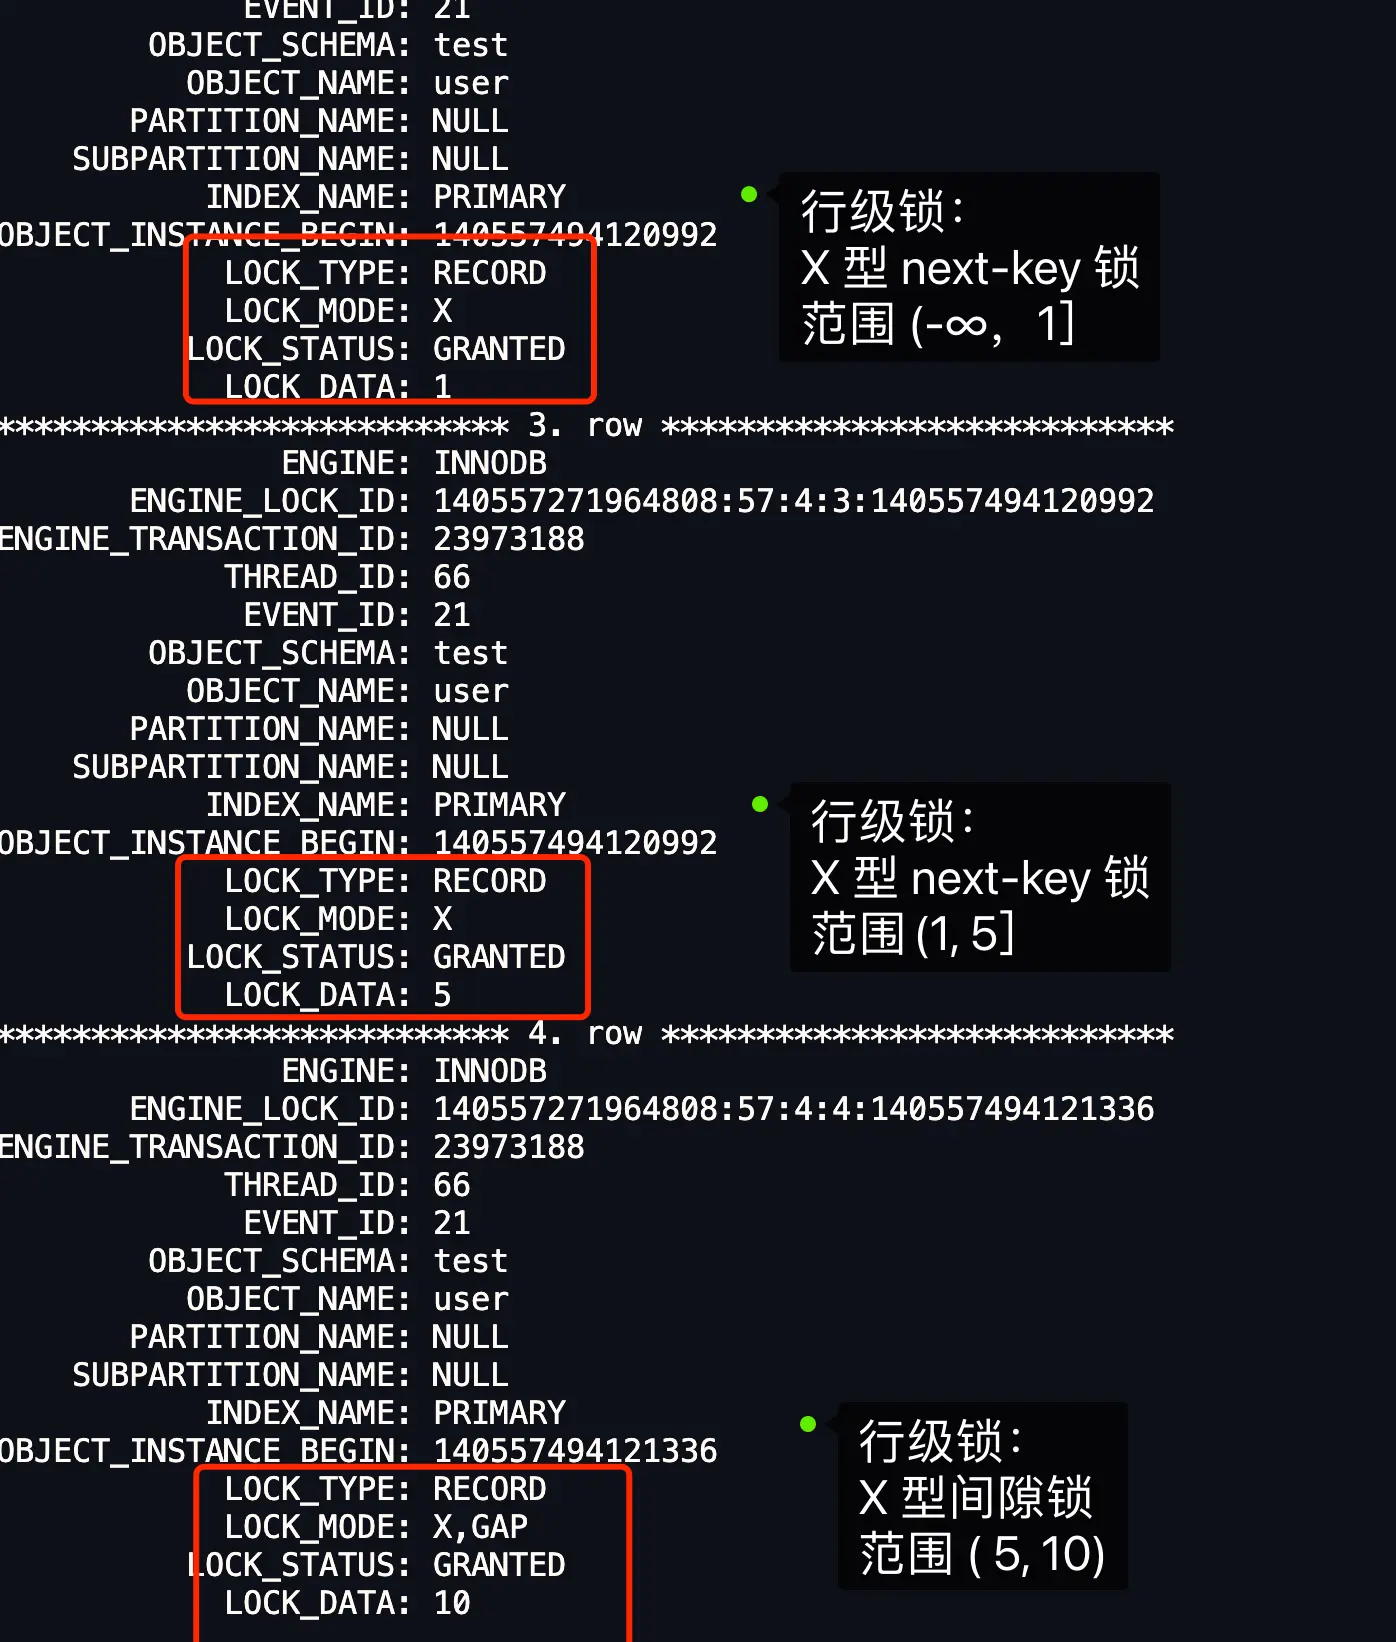 EVENT_ID: 21
OBJECT_SCHEMA: test
OBJECT_NAME: user
PARTITION_NAME: NULL
SUBPARTITION_NAME: NULL
INDEX_NAME: PRIMARY
OBJECT_INSTANCE_BEGIN: 140557494120992
LOCK_TYPE: RECORD
LOCK_MODE: X
LOCK_STATUS: GRANTED
LOCK_DATA: 1
行级锁：
X 型 next-key 锁
范围 (-∞，1]
*************************** 3. row ***************************
ENGINE: INNODB
ENGINE_LOCK_ID: 140557271964808:57:4:3:140557494120992
ENGINE_TRANSACTION_ID: 23973188
THREAD_ID: 66
EVENT_ID: 21
OBJECT_SCHEMA: test
OBJECT_NAME: user
PARTITION_NAME: NULL
SUBPARTITION_NAME: NULL
INDEX_NAME: PRIMARY
OBJECT_INSTANCE_BEGIN: 140557494120992
LOCK_TYPE: RECORD
LOCK_MODE: X
LOCK_STATUS: GRANTED
LOCK_DATA: 5
行级锁：
X 型 next-key 锁
范围 (1, 5]
*************************** 4. row ***************************
ENGINE: INNODB
ENGINE_LOCK_ID: 140557271964808:57:4:4:140557494121336
ENGINE_TRANSACTION_ID: 23973188
THREAD_ID: 66
EVENT_ID: 21
OBJECT_SCHEMA: test
OBJECT_NAME: user
PARTITION_NAME: NULL
SUBPARTITION_NAME: NULL
INDEX_NAME: PRIMARY
OBJECT_INSTANCE_BEGIN: 140557494121336
LOCK_TYPE: RECORD
LOCK_MODE: X,GAP
LOCK_STATUS: GRANTED
LOCK_DATA: 10
行级锁：
X 型间隙锁
范围 ( 5, 10)